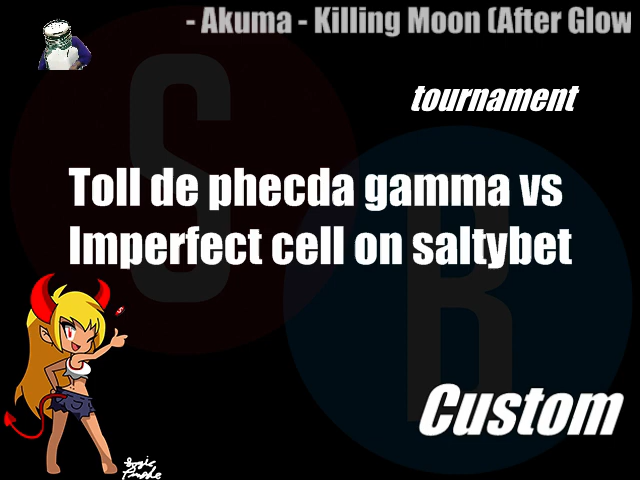 - Akuma - Killing Moon (After Glow
tournament
Toll de phecda gamma vs
Imperfect cell on saltybet
S
B
Custom